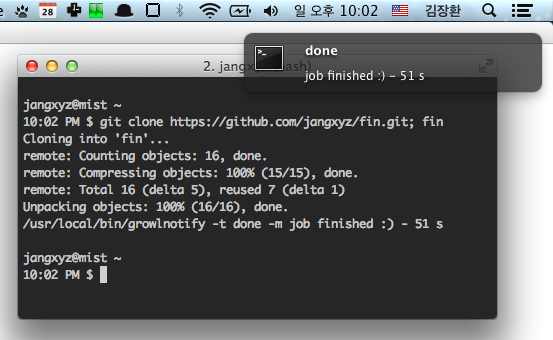 28
일 오후 10:02
김장환
done
job finished :) – 51 s
2. jangx
ash)
jangxyz@mist ~
10:02 PM $ git clone https://github.com/jangxyz/fin.git; fin
Cloning into 'fin'...
remote: Counting objects: 16, done.
remote: Compressing objects: 100% (15/15), done.
remote: Total 16 (delta 5), reused 7 (delta 1)
Unpacking objects: 100% (16/16), done.
/usr/local/bin/growlnotify -t done -m job finished :) - 51 s
jangxyz@mist ~
10:02 PM $